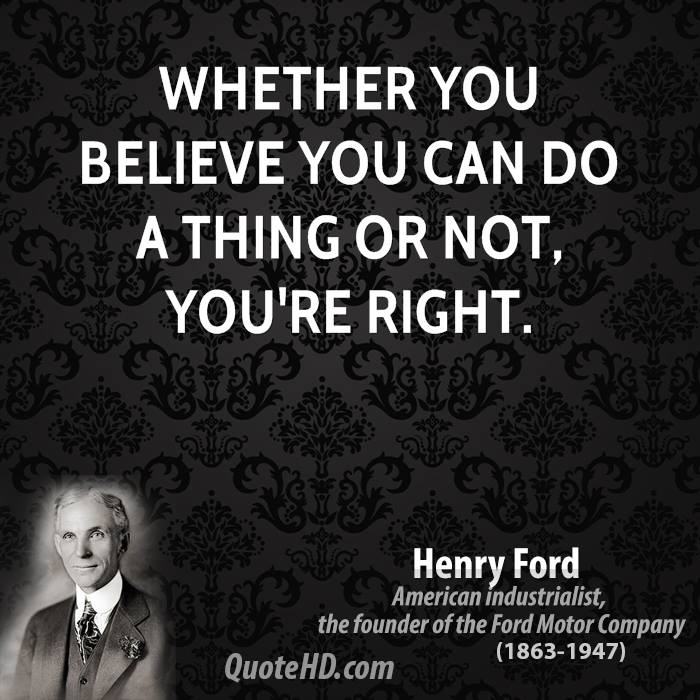 WHETHER YOU
BELIEVE YOU CAN DO
A THING OR NOT,
YOU'RE RIGHT.
Henry Ford
American industrialist,
the founder of the Ford Motor Company
(1863-1947)
QuoteHD.com